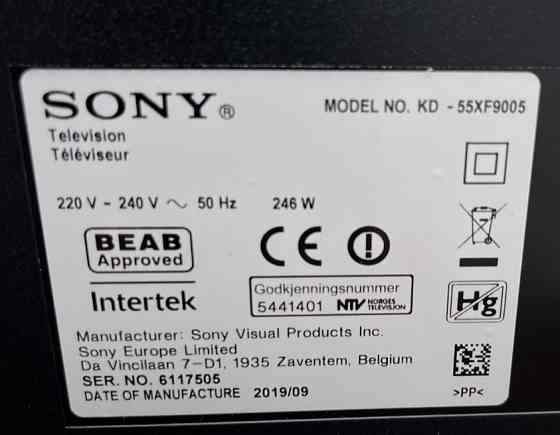 SONY®
MODEL NO. KD - 55XF9005
Television
Téléviseur
220 V ~ 240 V ～ 50 Hz 246 W
BEAB
Approved
CE
Intertek
Godkjenningsnummer
5441401 NTV NORGES TELEVISJON
Hg
Manufacturer: Sony Visual Products Inc.
Sony Europe Limited
Da Vincilaan 7-D1, 1935 Zaventem, Belgium
SER. NO. 6117505
DATE OF MANUFACTURE 2019/09
>PP<